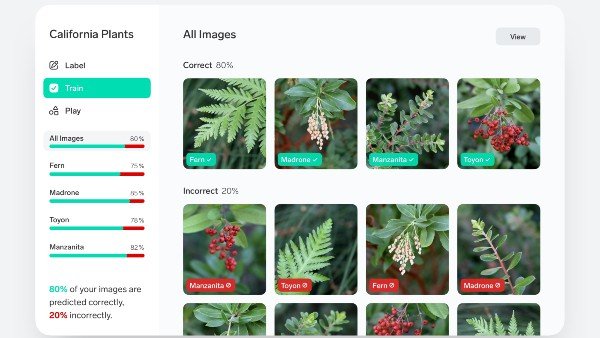 California Plants
Label
Train
Play
All Images 80%
Fern 75%
Madrone 85%
Toyon 78%
Manzanita 82%
80% of your images are
predicted correctly,
20% incorrectly.
All Images
View
Correct 80%
Fern ✓
Madrone ✓
Manzanita ✓
Toyon ✓
Incorrect 20%
Manzanita
Toyon
Fern
Madrone